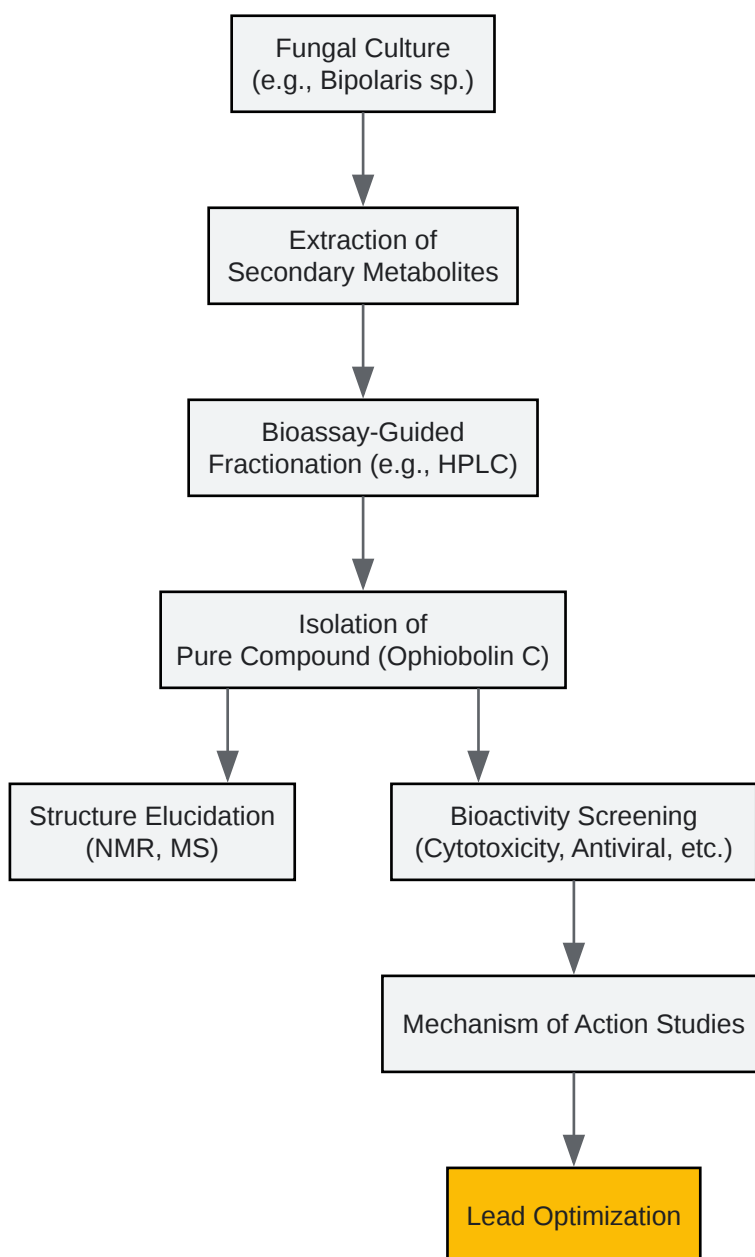 Fungal Culture
(e.g., Bipolaris sp.)
Extraction of
Secondary Metabolites
Bioassay-Guided
Fractionation (e.g., HPLC)
Isolation of
Pure Compound (Ophiobolin C)
Structure Elucidation
(NMR, MS)
Bioactivity Screening
(Cytotoxicity, Antiviral, etc.)
Mechanism of Action Studies
Lead Optimization